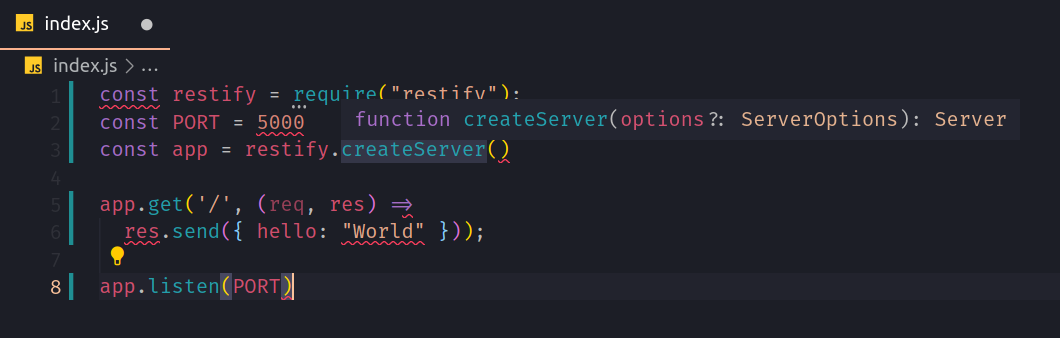 JS index.js
JS index.js > ...
1 const restify = require("restify");
2 const PORT = 5000
function createServer(options?: ServerOptions): Server
3 const app = restify.createServer()
4
5 app.get('/', (req, res) =>
6 res.send({ hello: "World" }));
7
8 app.listen(PORT)